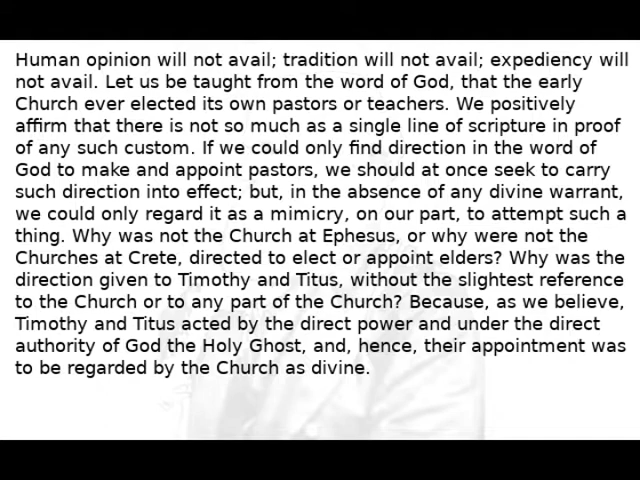 Human opinion will not avail; tradition will not avail; expediency will
not avail. Let us be taught from the word of God, that the early
Church ever elected its own pastors or teachers. We positively
affirm that there is not so much as a single line of scripture in proof
of any such custom. If we could only find direction in the word of
God to make and appoint pastors, we should at once seek to carry
such direction into effect; but, in the absence of any divine warrant,
we could only regard it as a mimicry, on our part, to attempt such a
thing. Why was not the Church at Ephesus, or why were not the
Churches at Crete, directed to elect or appoint elders? Why was the
direction given to Timothy and Titus, without the slightest reference
to the Church or to any part of the Church? Because, as we believe,
Timothy and Titus acted by the direct power and under the direct
authority of God the Holy Ghost, and, hence, their appointment was
to be regarded by the Church as divine.